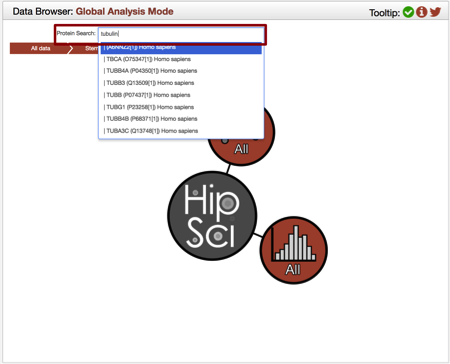 Data Browser: Global Analysis Mode
Tooltip:
Protein Search: tubulin
All data
| (A6NNZ2[1]) Homo sapiens
| TBCA (O75347[1]) Homo sapiens
| TUBB4A (P04350[1]) Homo sapiens
| TUBB3 (Q13509[1]) Homo sapiens
| TUBB (P07437[1]) Homo sapiens
| TUBG1 (P23258[1]) Homo sapiens
| TUBB4B (P68371[1]) Homo sapiens
| TUBA3C (Q13748[1]) Homo sapiens
All
Hip
Sci
All